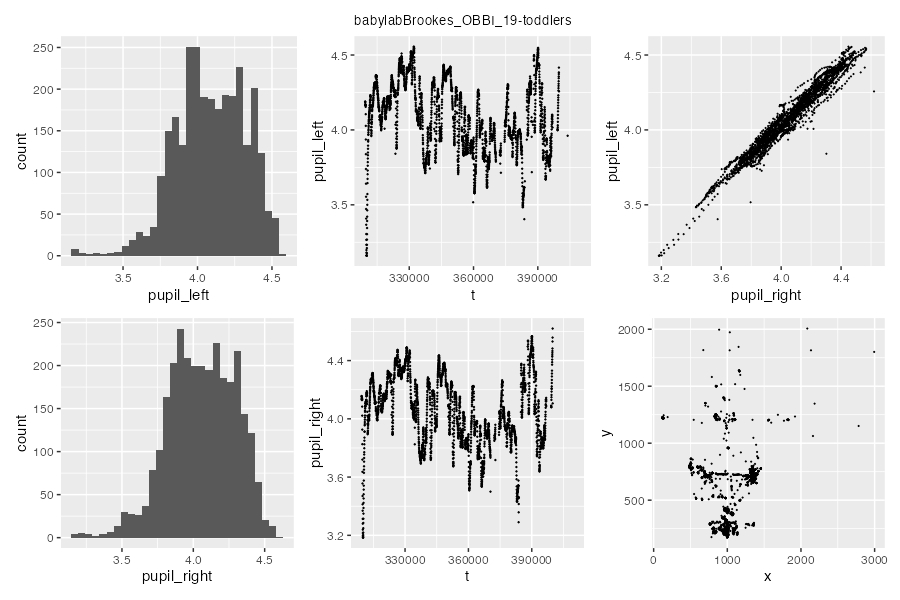 babylabBrookes_OBBI_19-toddlers
250
200
150
100
50
0
count
3.5 4.0 4.5
pupil_left
4.5
4.0
3.5
pupil_left
330000 360000 390000
t
4.5
4.0
3.5
pupil_left
3.2 3.6 4.0 4.4
pupil_right
250
200
150
100
50
0
count
3.5 4.0 4.5
pupil_right
4.4
4.0
3.6
3.2
pupil_right
330000 360000 390000
t
2000
1500
1000
500
y
0 1000 2000 3000
x